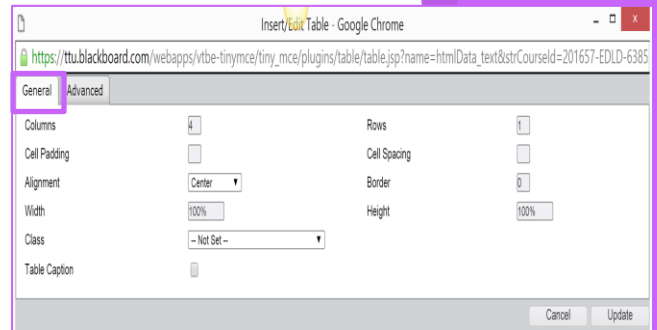 Insert/Edit Table - Google Chrome
https://ttu.blackboard.com/webapps/vtbe-tinymce/tiny_mce/plugins/table/table.jsp?name=htmlData_text&strCourseId=201657-EDLD-6385
General Advanced
Columns 4 Rows 1
Cell Padding Cell Spacing
Alignment Center Border 0
Width 100% Height 100%
Class -- Not Set --
Table Caption
Cancel Update